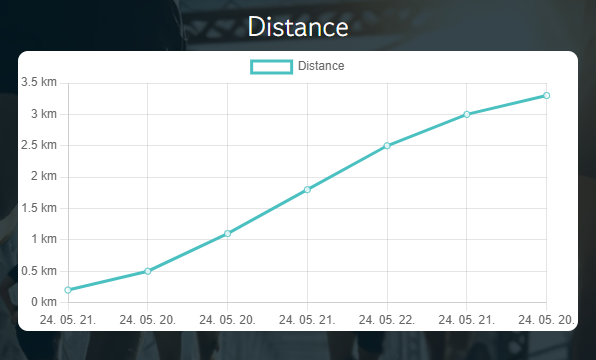 Distance
Distance
3.5 km
3 km
2.5 km
2 km
1.5 km
1 km
0.5 km
0 km
24. 05. 21. 24. 05. 20. 24. 05. 20. 24. 05. 21. 24. 05. 22. 24. 05. 21. 24. 05. 20.